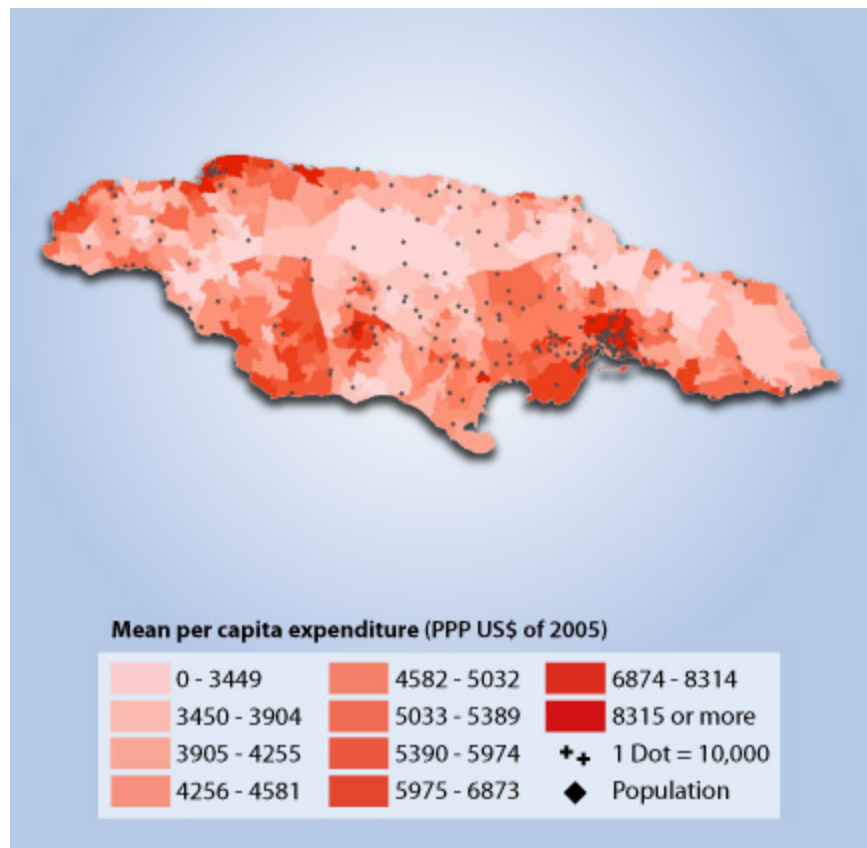 Mean per capita expenditure (PPP US$ of 2005)
0 - 3449
3450 - 3904
3905 - 4255
4256 - 4581
4582 - 5032
5033 - 5389
5390 - 5974
5975 - 6873
6874 - 8314
8315 or more
1 Dot = 10,000
Population